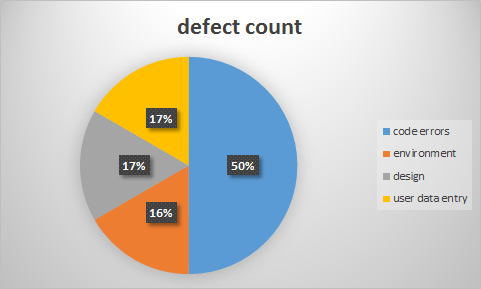 defect count
17%
17%
50%
16%
code errors
environment
design
user data entry